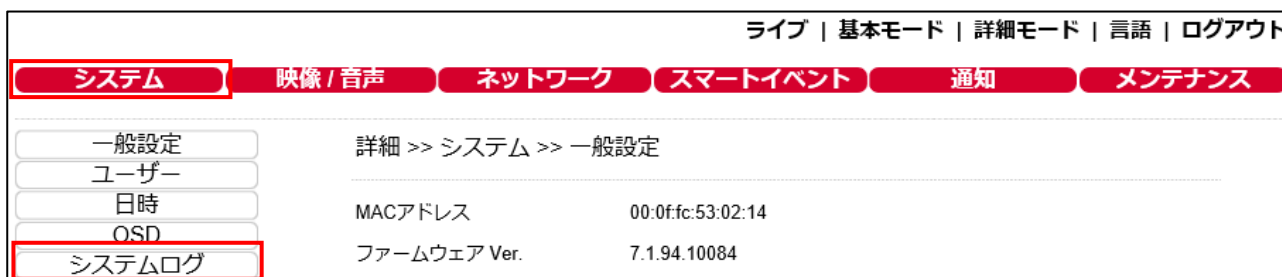 ライブ | 基本モード | 詳細モード | 言語 | ログアウト
システム 映像 / 音声 ネットワーク スマートイベント 通知 メンテナンス
一般設定
詳細 >> システム >> 一般設定
ユーザー
日時
MACアドレス 00:0f:fc:53:02:14
OSD
ファームウェア Ver. 7.1.94.10084
システムログ